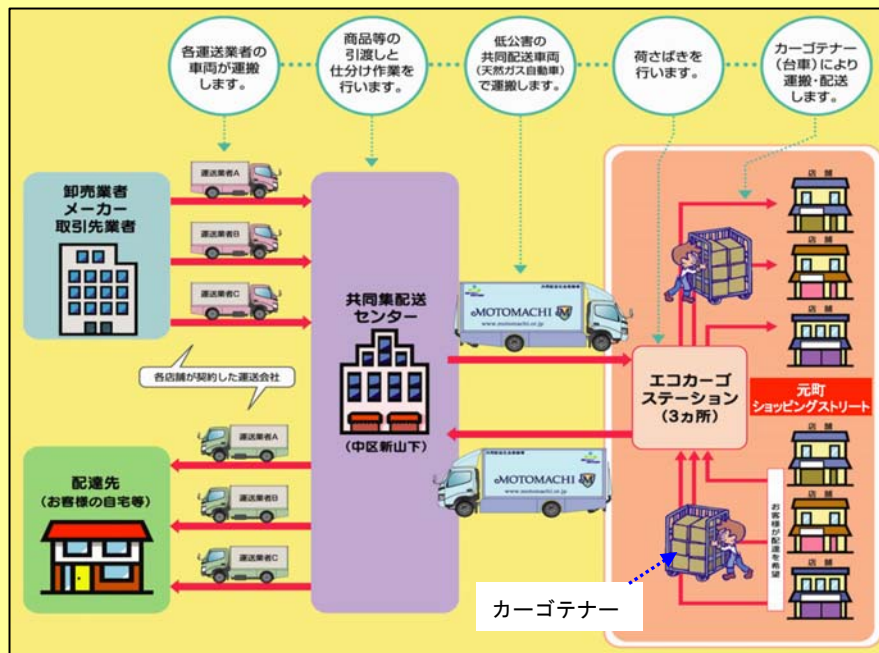 各運送業者の
車両が運搬
します。
商品等の
引渡しと
仕分け作業を
行います。
低公害の
共同配送車両
(天然ガス自動車)
で運搬します。
荷さばきを
行います。
カーゴテナー
(台車)により
運搬・配送
します。
卸売業者
メーカー
取引先業者
運送業者A
運送業者B
運送業者C
各店舗が契約した運送会社
共同集配送
センター
(中区新山下)
MOTOMACHI
www.motomachi.or.jp
MOTOMACHI
www.motomachi.or.jp
エコカーゴ
ステーション
(3ヵ所)
店舗
店舗
店舗
元町
ショッピングストリート
店舗
店舗
店舗
お客様が配達を希望
配達先
(お客様の自宅等)
運送業者A
運送業者B
運送業者C
カーゴテナー